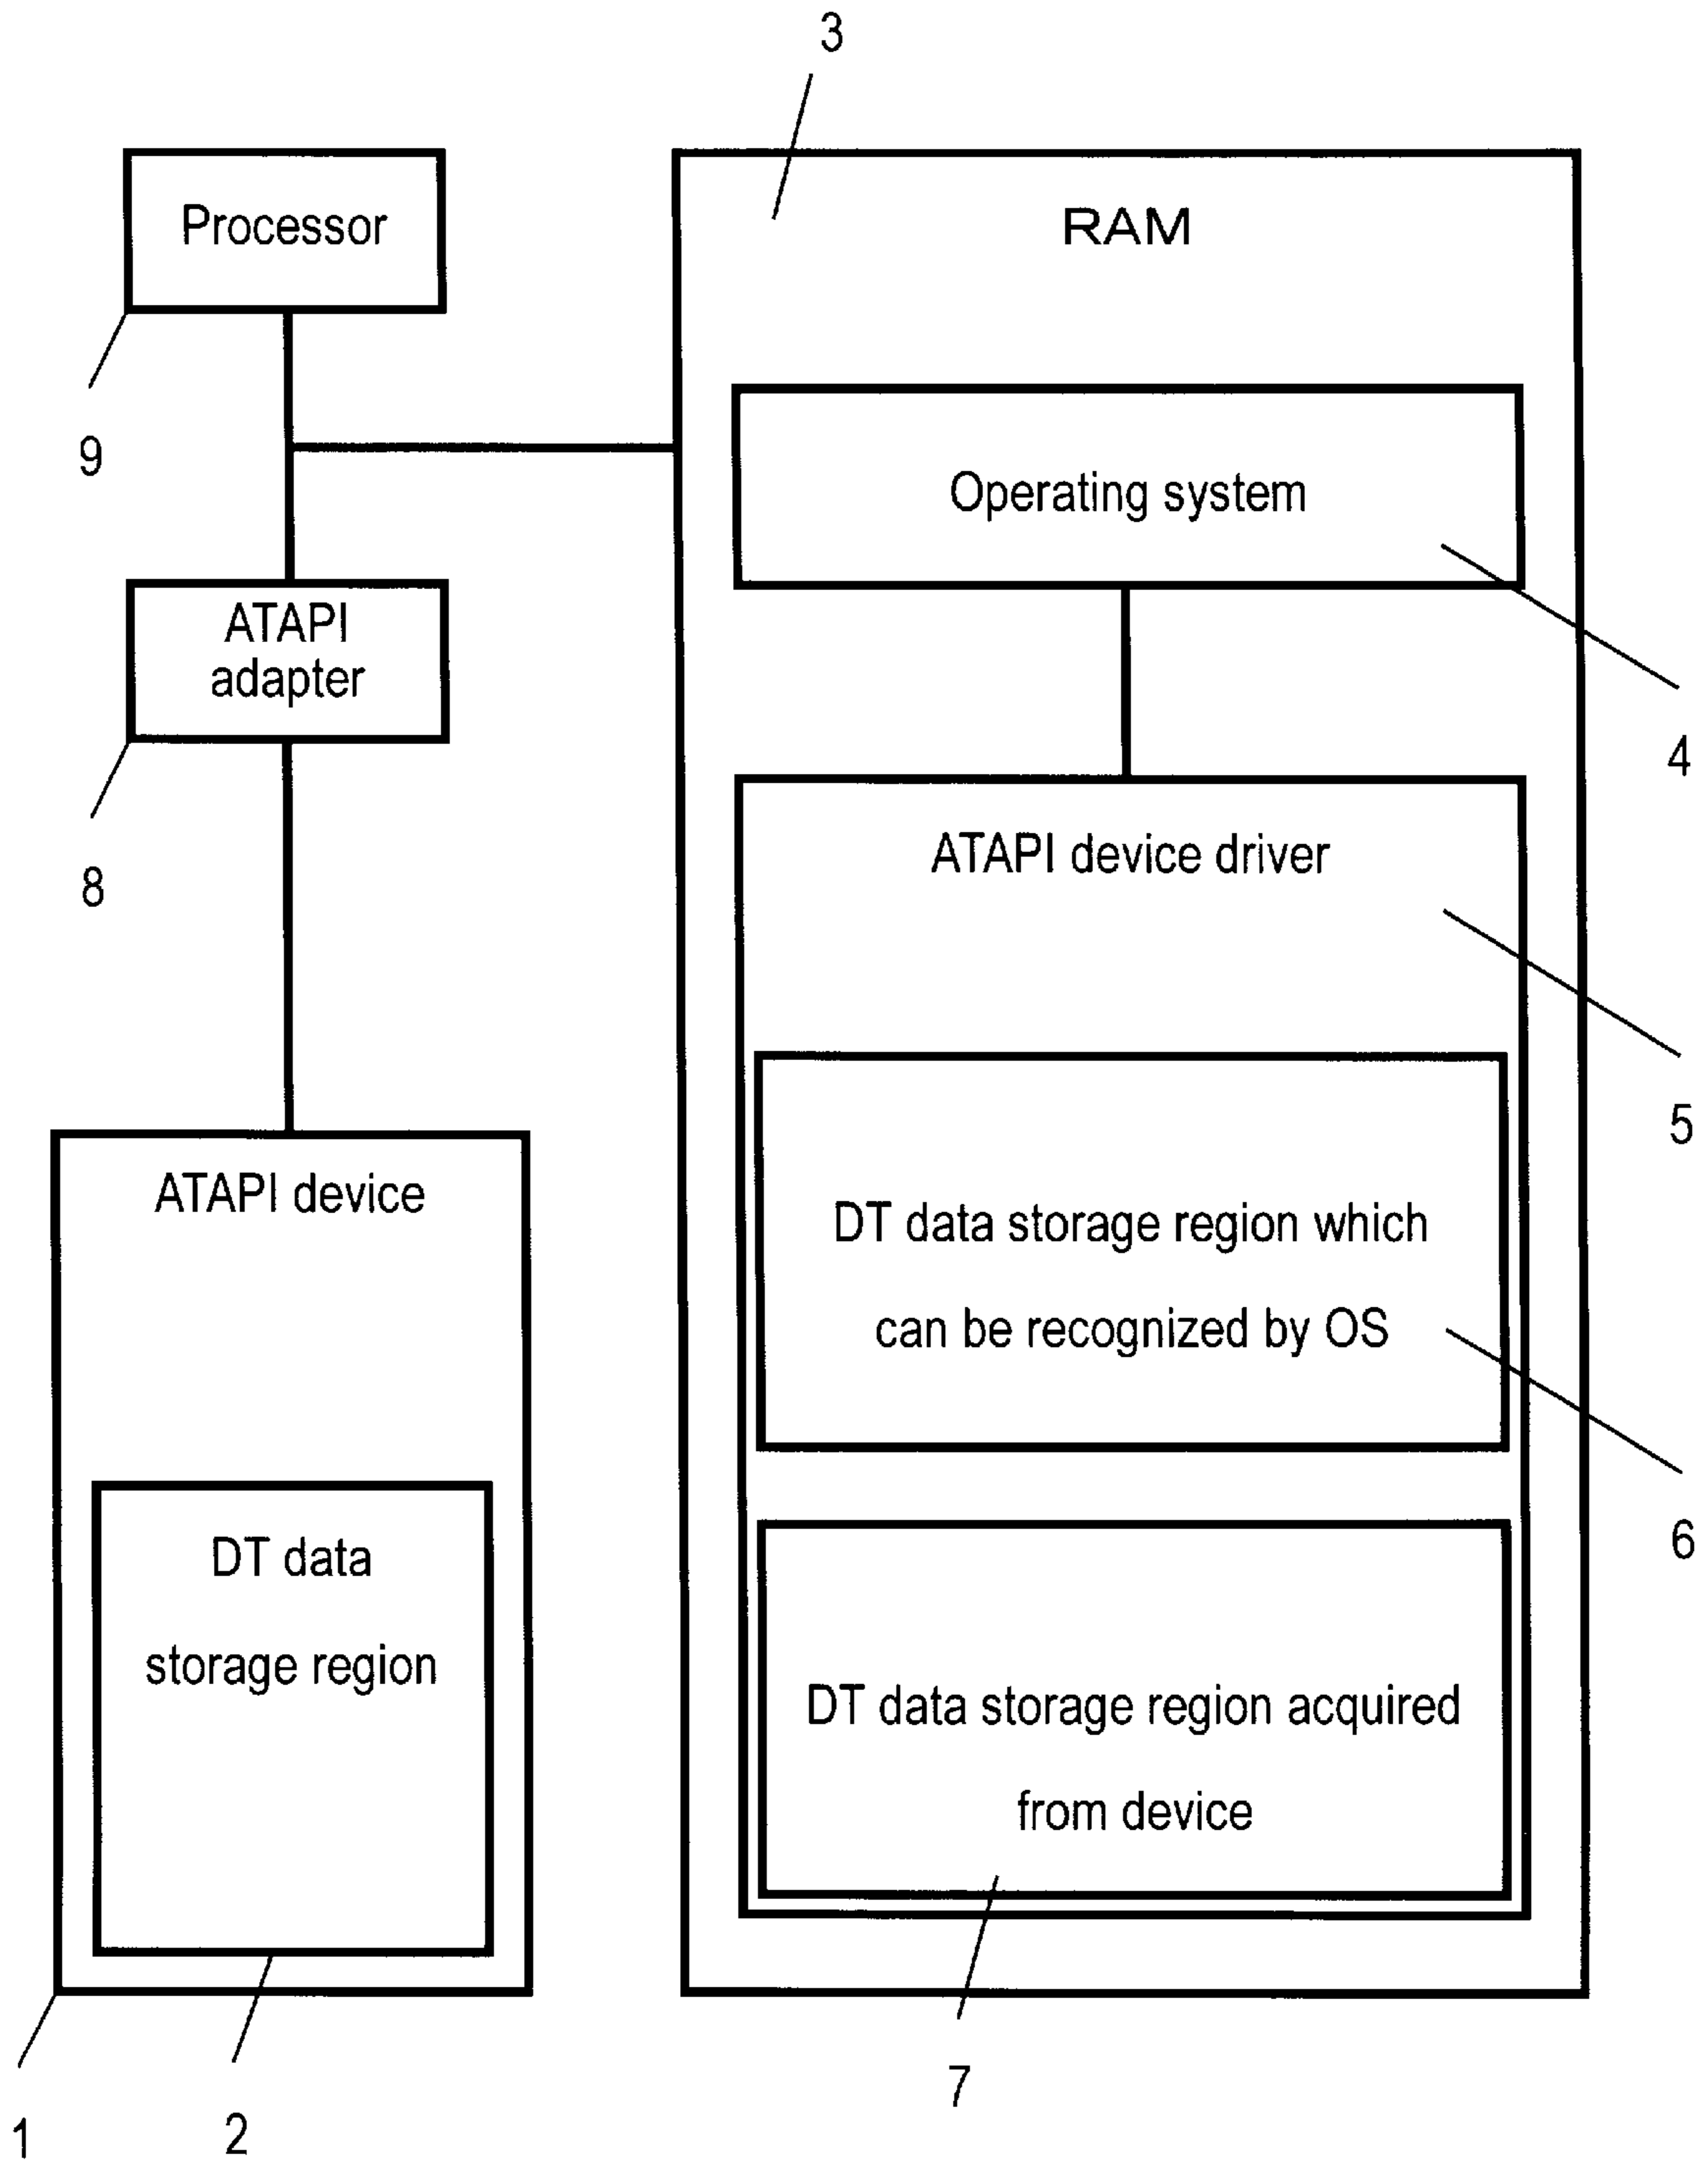 3
Processor
RAM
9
Operating system
ATAPI
adapter
4
8
ATAPI device driver
5
ATAPI device
DT data storage region which
can be recognized by OS
6
DT data
storage region
DT data storage region acquired
from device
7
1
2